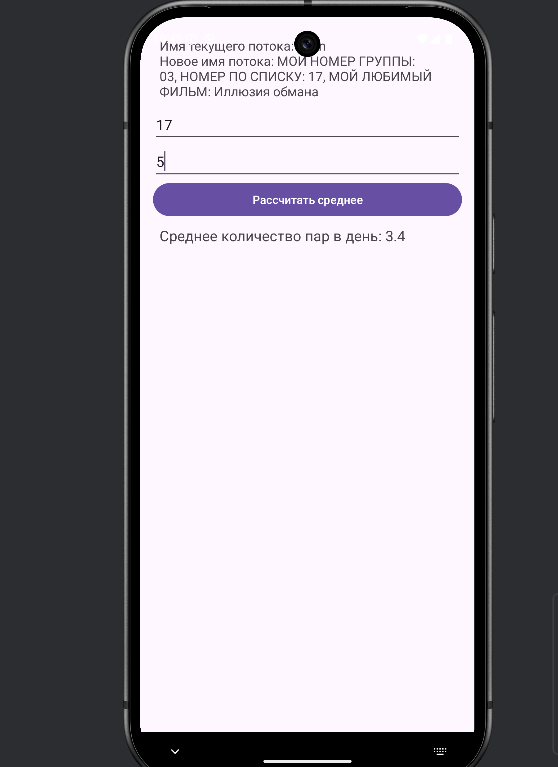 Имя текущего потока:
Новое имя потока: МОЙ НОМЕР ГРУППЫ:
03, НОМЕР ПО СПИСКУ: 17, МОЙ ЛЮБИМЫЙ
ФИЛЬМ: Иллюзия обмана
17
5
Рассчитать среднее
Среднее количество пар в день: 3.4